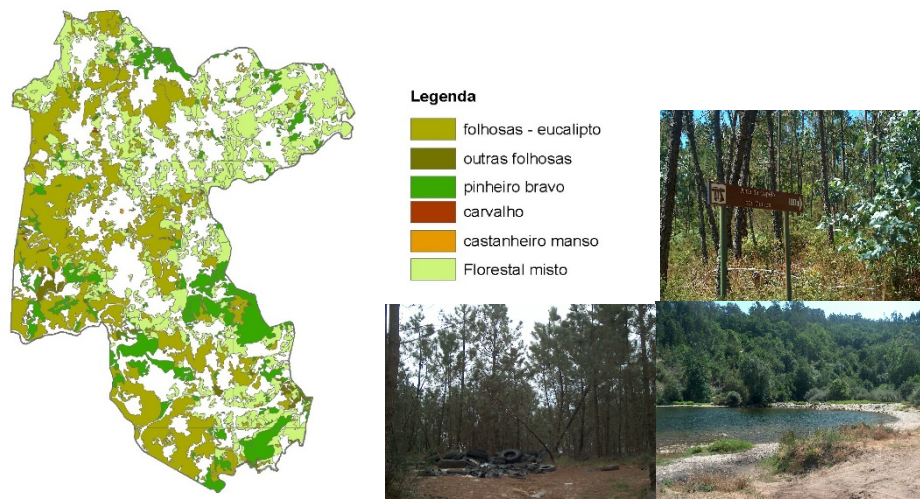 Legenda
folhosas - eucalipto
outras folhosas
pinheiro bravo
carvalho
castanheiro manso
Florestal misto